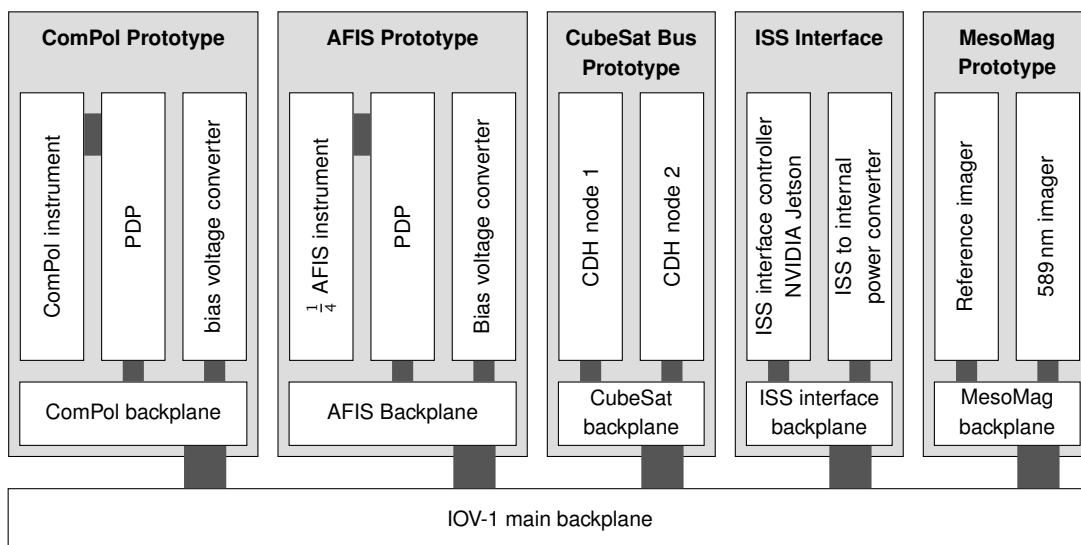 ComPol Prototype
ComPol instrument
PDP
bias voltage converter
ComPol backplane
AFIS Prototype
1/4 AFIS instrument
PDP
Bias voltage converter
AFIS Backplane
CubeSat Bus
Prototype
CDH node 1
CDH node 2
CubeSat
backplane
ISS Interface
ISS interface controller
NVIDIA Jetson
ISS to internal
power converter
ISS interface
backplane
MesoMag
Prototype
Reference imager
589 nm imager
MesoMag
backplane
IOV-1 main backplane